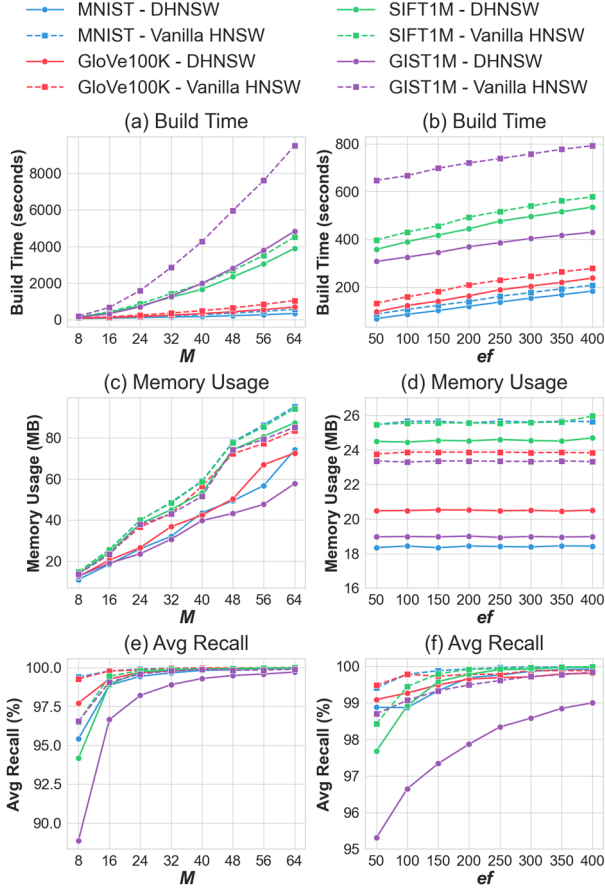 MNIST - DHNSW
MNIST - Vanilla HNSW
GloVe100K - DHNSW
GloVe100K - Vanilla HNSW
SIFT1M - DHNSW
SIFT1M - Vanilla HNSW
GIST1M - DHNSW
GIST1M - Vanilla HNSW
(a) Build Time
Build Time (seconds)
8000
6000
4000
2000
0
8 16 24 32 40 48 56 64
M
(b) Build Time
Build Time (seconds)
800
600
400
200
50 100 150 200 250 300 350 400
ef
(c) Memory Usage
Memory Usage (MB)
80
60
40
20
8 16 24 32 40 48 56 64
M
(d) Memory Usage
Memory Usage (MB)
26
24
22
20
18
16
50 100 150 200 250 300 350 400
ef
(e) Avg Recall
Avg Recall (%)
100.0
97.5
95.0
92.5
90.0
8 16 24 32 40 48 56 64
M
(f) Avg Recall
Avg Recall (%)
100
99
98
97
96
95
50 100 150 200 250 300 350 400
ef